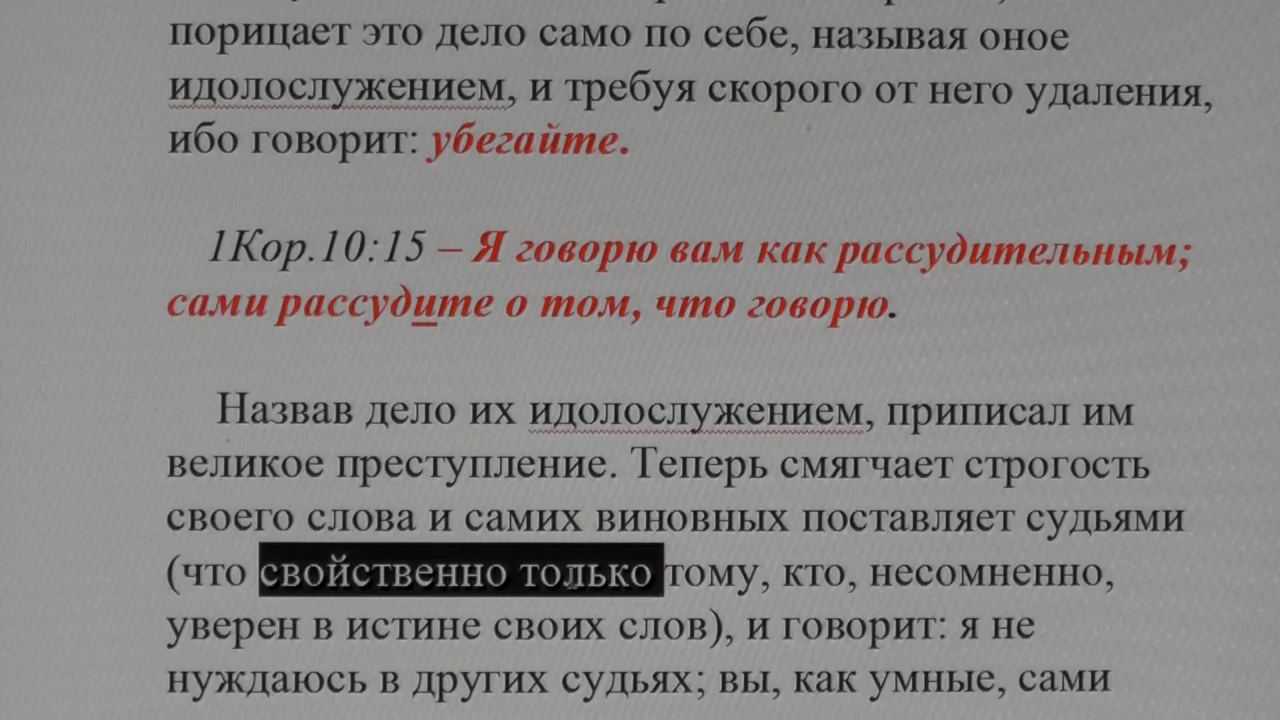 порицает это дело само по себе, называя оное
идолослужением, и требуя скорого от него удаления,
ибо говорит: убегайте.
1Кор.10:15 – Я говорю вам как рассудительным;
сами рассудите о том, что говорю.
Назвав дело их идолослужением, приписал им
великое преступление. Теперь смягчает строгость
своего слова и самих виновных поставляет судьями
(что свойственно только тому, кто, несомненно,
уверен в истине своих слов), и говорит: я не
нуждаюсь в других судьях; вы, как умные, сами